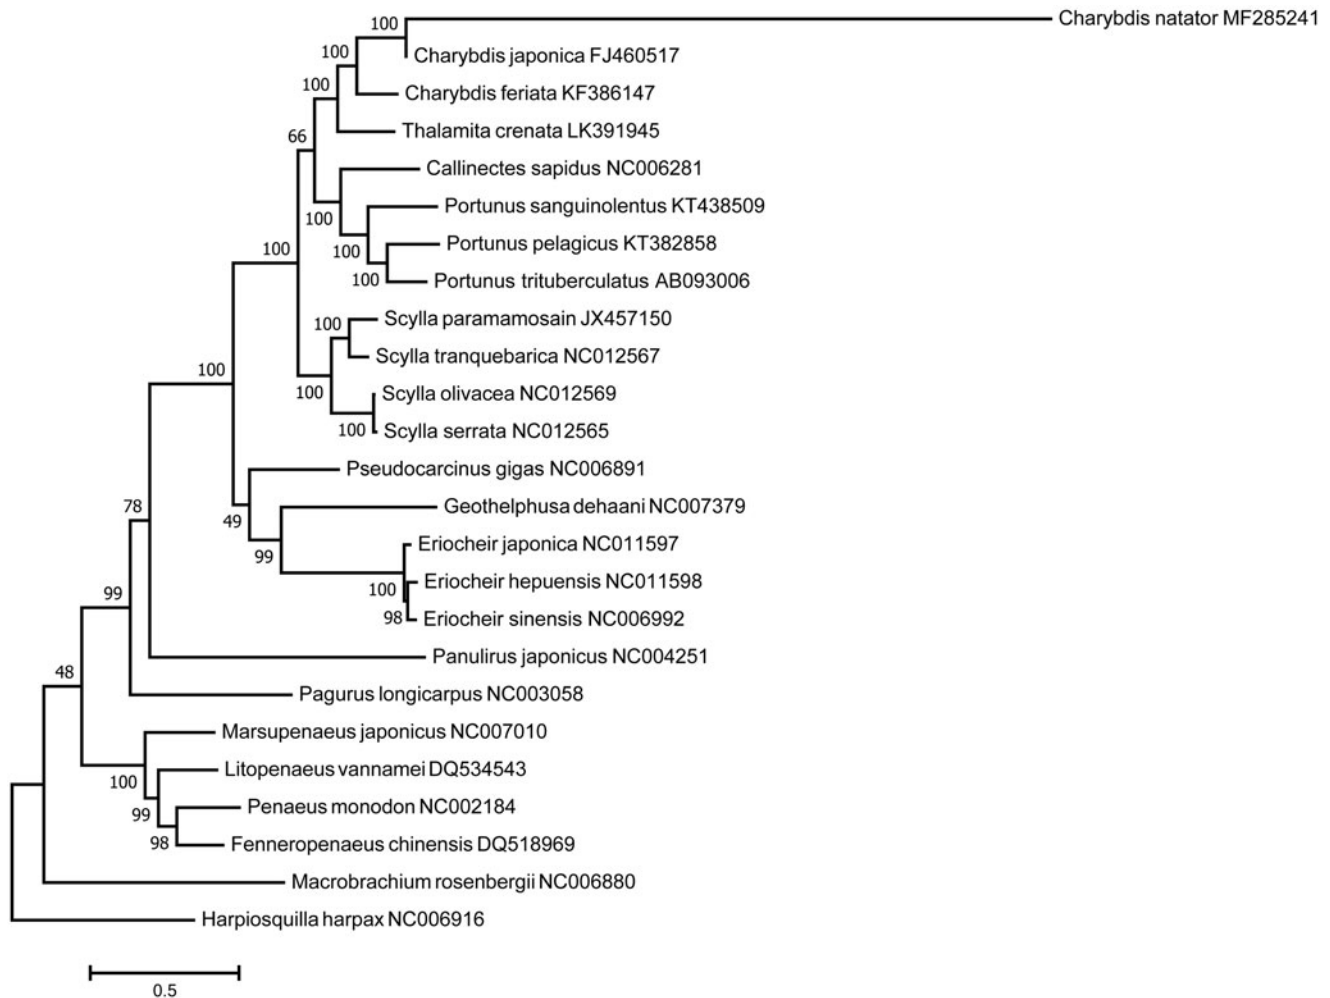 100
Charybdis natator MF285241
100
Charybdis japonica FJ460517
100
Charybdis feriata KF386147
Thalamita crenata LK391945
66
Callinectes sapidus NC006281
100
Portunus sanguinolentus KT438509
100
100
Portunus pelagicus KT382858
100
Portunus trituberculatus AB093006
100
Scylla paramamosain JX457150
Scylla tranquebarica NC012567
100
100
Scylla olivacea NC012569
100
Scylla serrata NC012565
Pseudocarcinus gigas NC006891
78
49
Geothelphusa dehaani NC007379
99
Eriocheir japonica NC011597
100
Eriocheir hepuensis NC011598
99
98
Eriocheir sinensis NC006992
Panulirus japonicus NC004251
48
Pagurus longicarpus NC003058
Marsupenaeus japonicus NC007010
100
Litopenaeus vannamei DQ534543
99
Penaeus monodon NC002184
98
Fenneropenaeus chinensis DQ518969
Macrobrachium rosenbergii NC006880
Harpiosquilla harpax NC006916
0.5